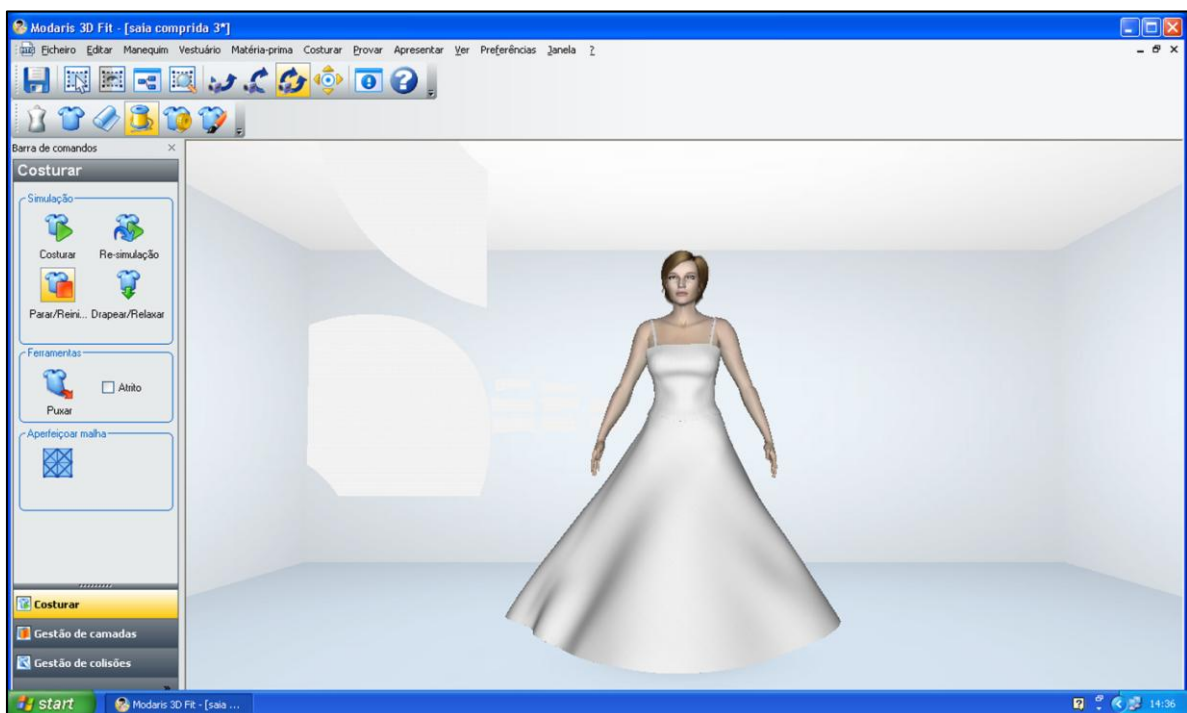 Modaris 3D Fit - [saia comprida 3*]
Ficheiro Editar Manequim Vestuário Matéria-prima Costurar Provar Apresentar Ver Preferências Janela ?
Barra de comandos
Costurar
Simulação
Costurar Re-simulação
Parar/Reini... Drapear/Relaxar
Ferramentas
Puxar Atrito
Aperfeiçoar malha
Costurar
Gestão de camadas
Gestão de colisões
start Modaris 3D Fit - [saia ... 14:36